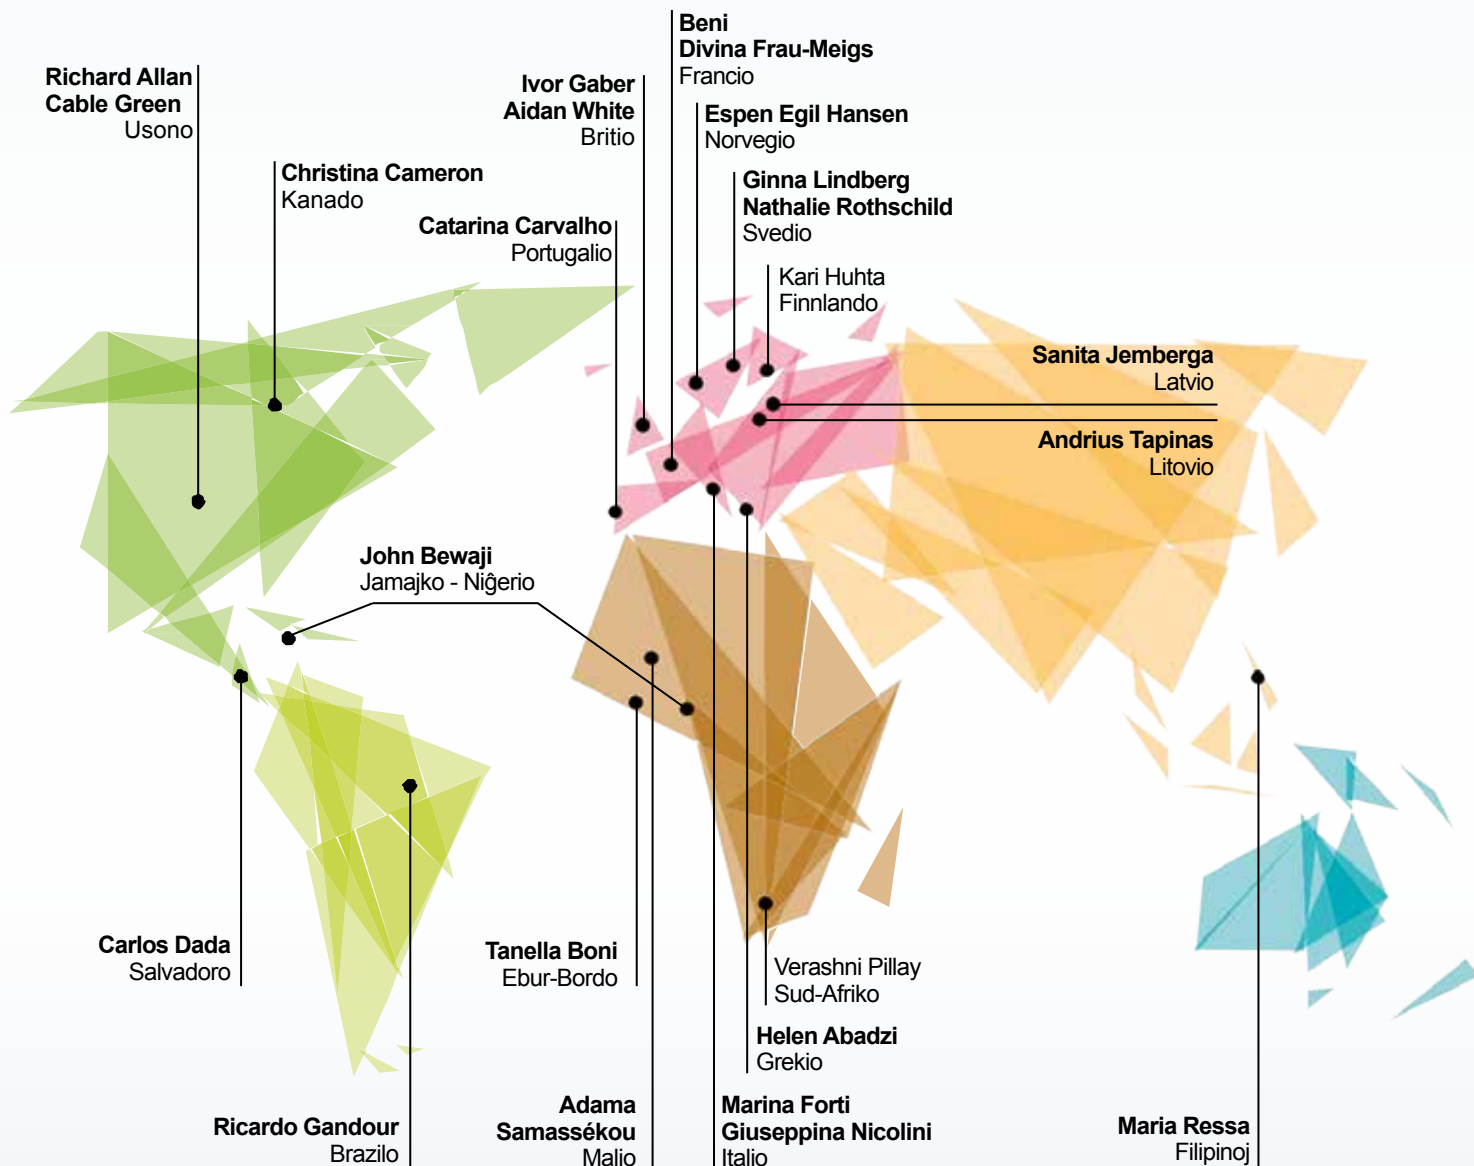 Beni
Divina Frau-Meigs
Francio
Richard Allan
Cable Green
Usono
Ivor Gaber
Aidan White
Britio
Espen Egil Hansen
Norvegio
Christina Cameron
Kanado
Ginna Lindberg
Nathalie Rothschild
Svedio
Catarina Carvalho
Portugalio
Kari Huhta
Finnlando
Sanita Jemberga
Latvio
Andrius Tapinas
Litovio
John Bewaji
Jamajko - Niĝerio
Carlos Dada
Salvadoro
Tanella Boni
Ebur-Bordo
Verashni Pillay
Sud-Afriko
Helen Abadzi
Grekio
Ricardo Gandour
Brazilo
Adama
Samassékou
Malio
Marina Forti
Giuseppina Nicolini
Italio
Maria Ressa
Filipinoj